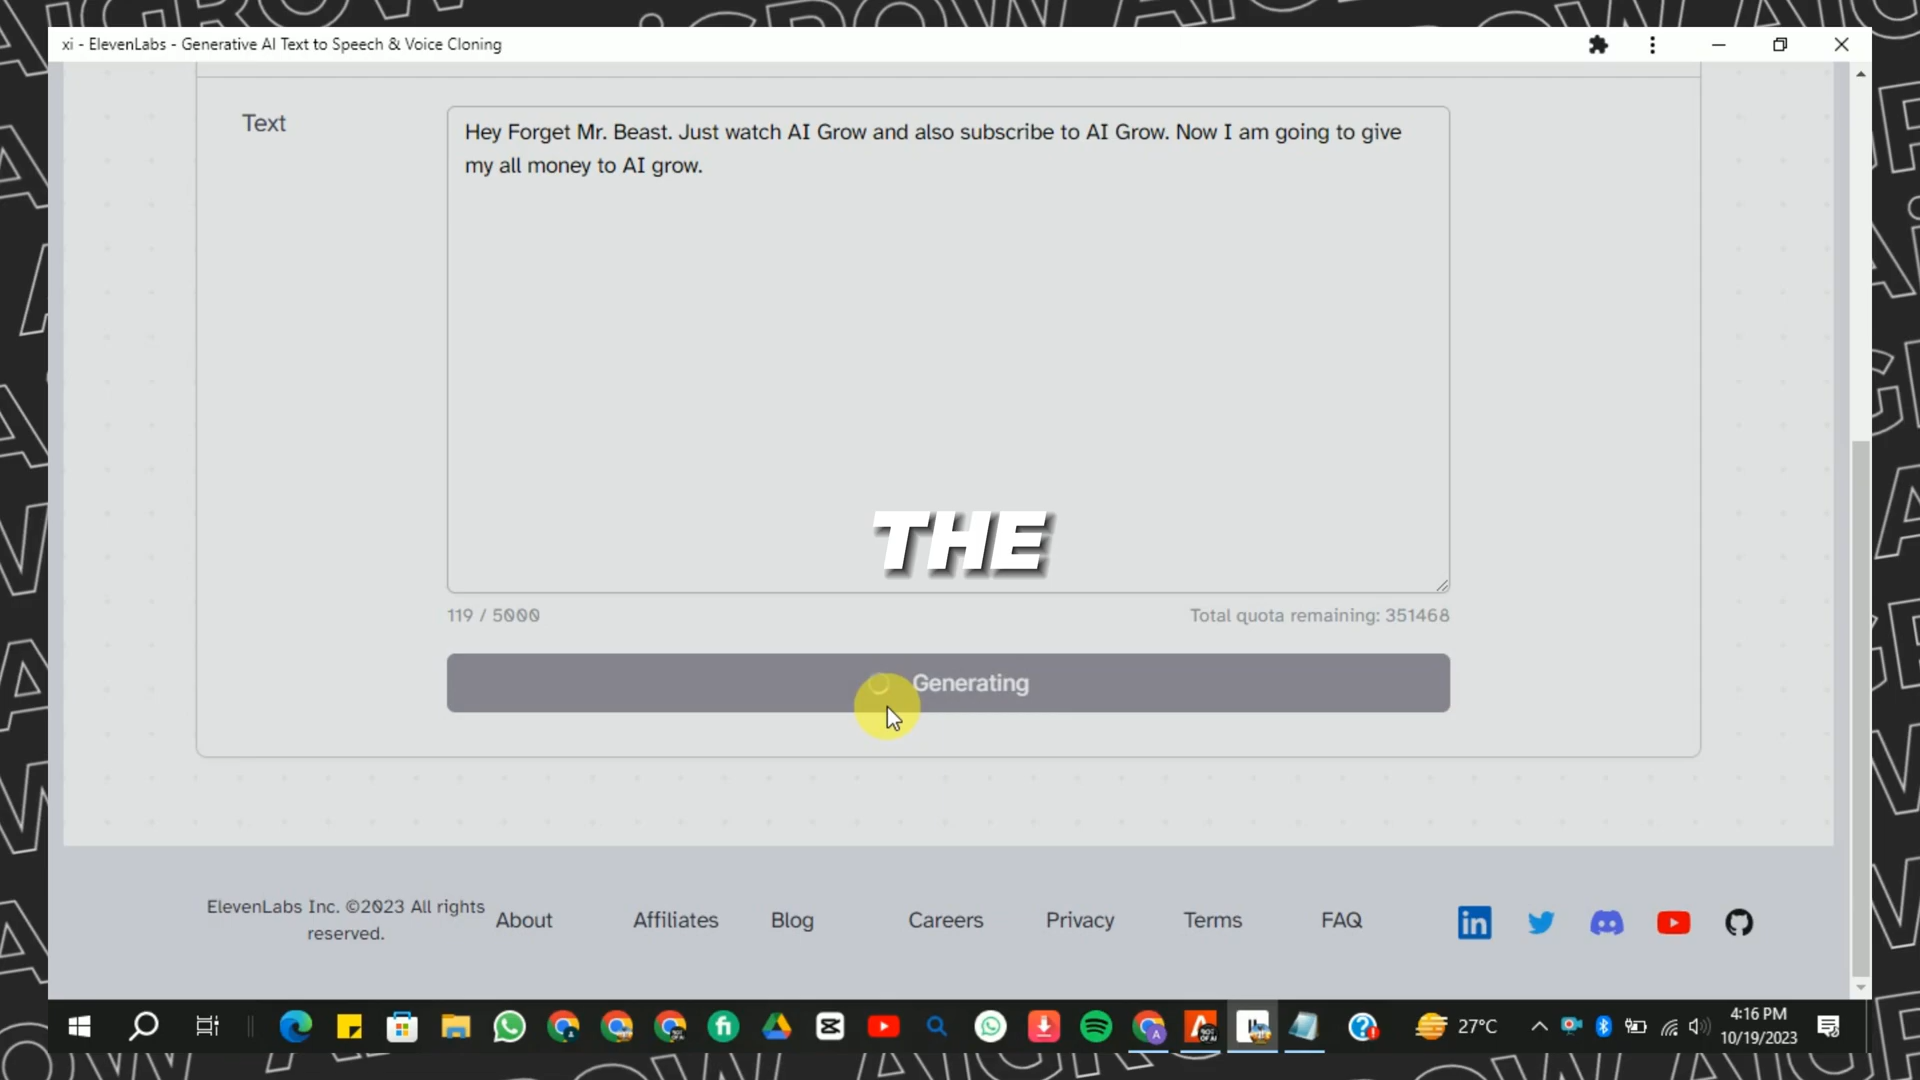 xi - ElevenLabs - Generative AI Text to Speech & Voice Cloning
Text
Hey Forget Mr. Beast. Just watch AI Grow and also subscribe to AI Grow. Now I am going to give
my all money to AI grow.
THE
119 / 5000
Total quota remaining: 351468
Generating
ElevenLabs Inc. ©2023 All rights
reserved.
About
Affiliates
Blog
Careers
Privacy
Terms
FAQ
27°C
4:16 PM
10/19/2023